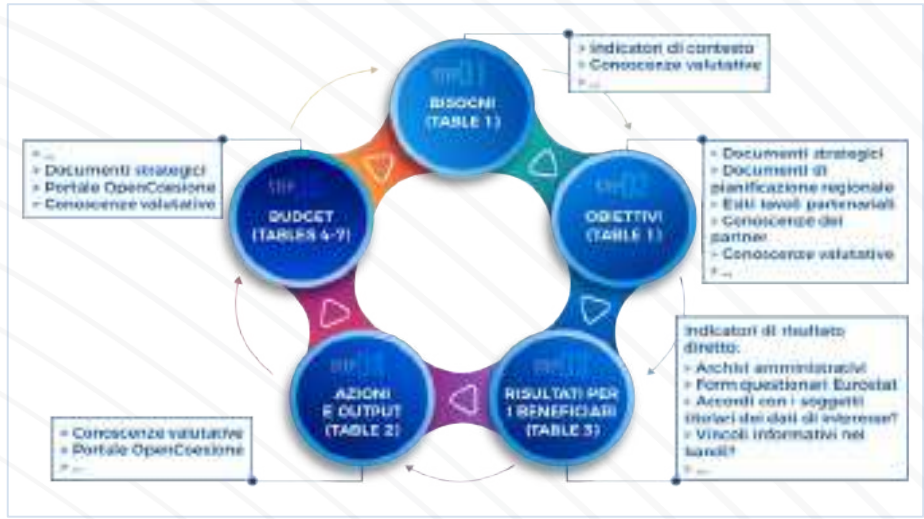 BISOGNI
(TABLE 1)
» Indicatori di contesto
» Conoscenze valutative
» ...
OBIETTIVI
(TABLE 1)
» Documenti strategici
» Documenti di
pianificazione regionale
» Esiti tavoli partenariali
» Conoscenze dei
partner
» Conoscenze valutative
» ...
RISULTATI PER
I BENEFICIARI
(TABLE 3)
Indicatori di risultato
diretto:
» Archivi amministrativi
» Form questionari Eurostat
» Accordi con i soggetti
titolari dei dati di interesse?
» Vincoli informativi nei
bandi?
» ...
AZIONI
E OUTPUT
(TABLE 2)
» Conoscenze valutative
» Portale OpenCoesione
» ...
BUDGET
(TABLES 4-7)
» ...
» Documenti strategici
» Portale OpenCoesione
» Conoscenze valutative